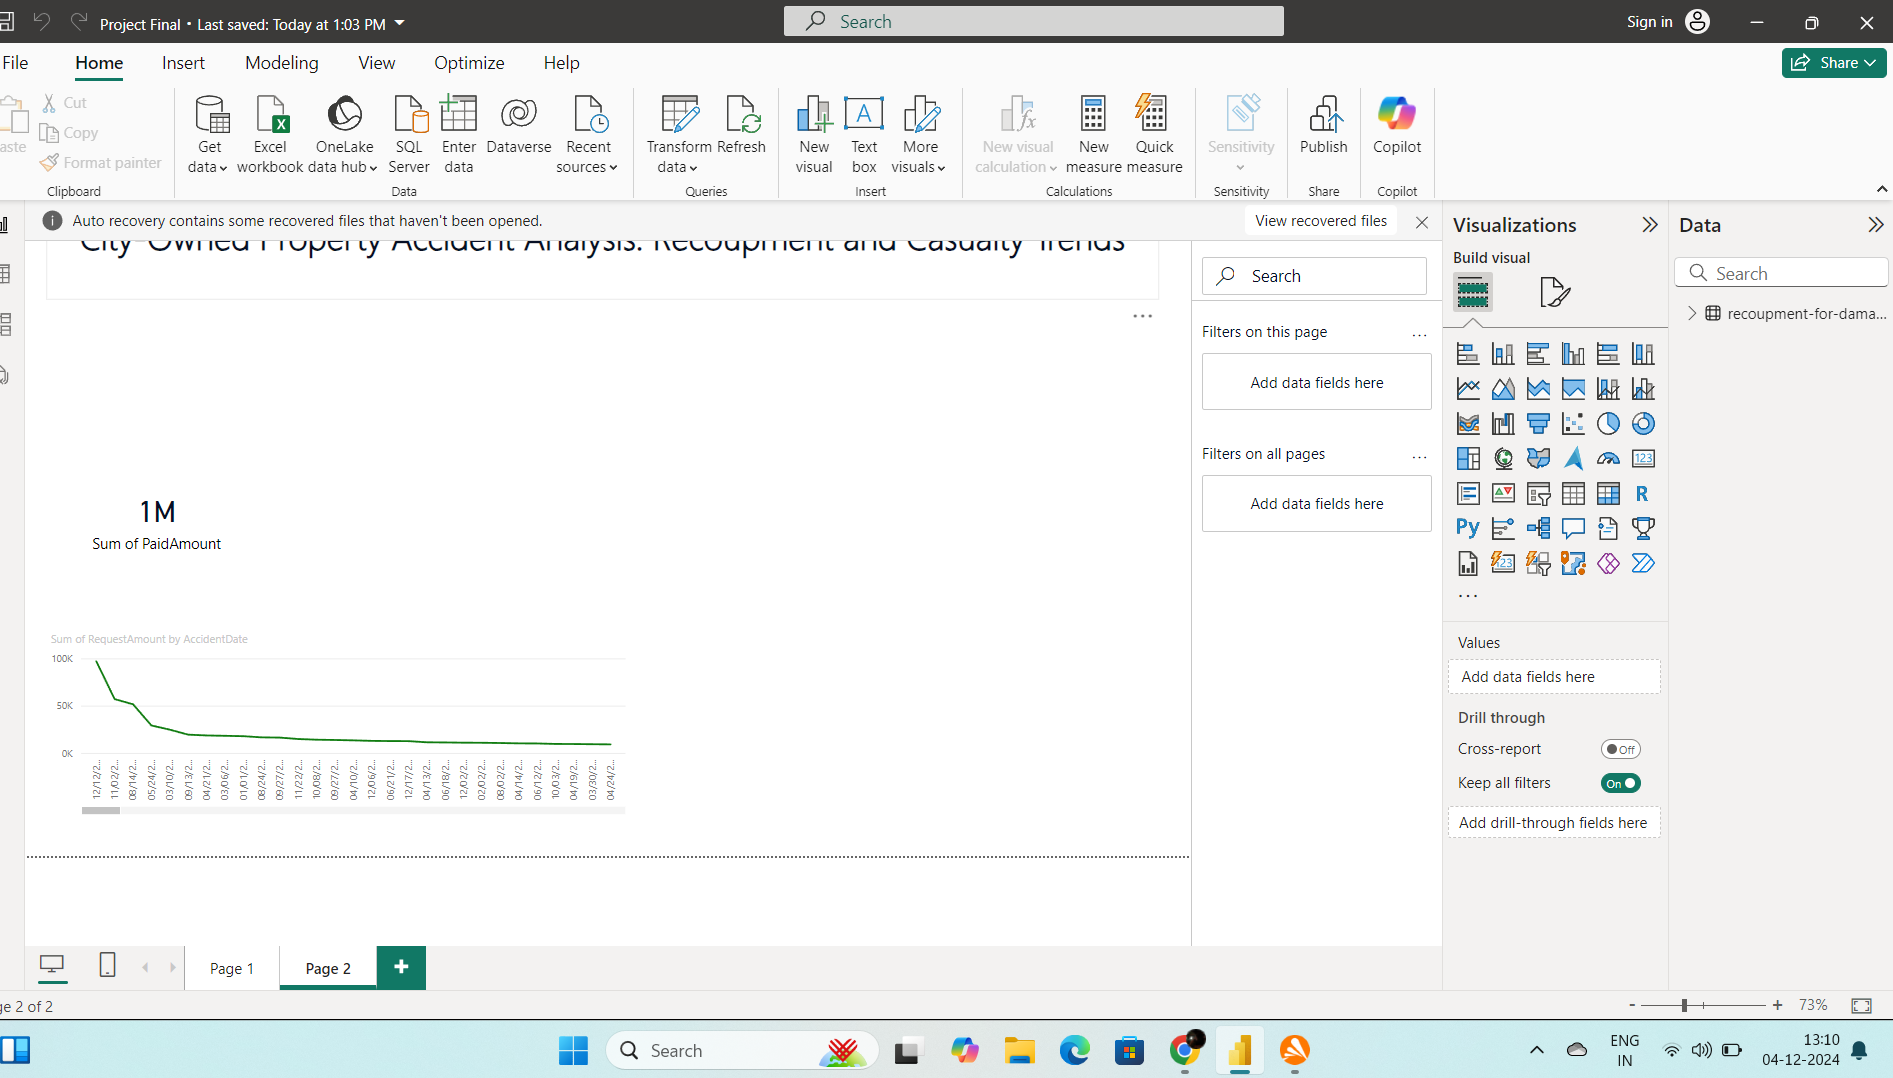 Project Final • Last saved: Today at 1:03 PM
Search
Sign in
File
Home
Insert
Modeling
View
Optimize
Help
Share
Cut
Copy
Format painter
Clipboard
Get data
Excel workbook
OneLake data hub
SQL Server
Enter data
Dataverse
Recent sources
Data
Transform data
Refresh
Queries
New visual
Text box
More visuals
Insert
New visual calculation
New measure
Quick measure
Calculations
Sensitivity
Sensitivity
Publish
Share
Copilot
Copilot
Auto recovery contains some recovered files that haven't been opened.
View recovered files
City-Owned Property Accident Analysis: Recoupment and Casualty Trends
1M
Sum of PaidAmount
Sum of RequestAmount by AccidentDate
100K
50K
0K
12/12/2...
11/02/2...
08/14/2...
05/24/2...
03/10/2...
09/13/2...
04/21/2...
03/06/2...
01/01/2...
08/24/2...
09/27/2...
11/22/2...
10/08/2...
09/27/2...
04/10/2...
12/06/2...
06/21/2...
12/17/2...
04/13/2...
06/18/2...
12/02/2...
02/02/2...
08/02/2...
04/14/2...
06/12/2...
10/03/2...
04/19/2...
03/30/2...
04/24/2...
Search
Filters on this page
Add data fields here
Filters on all pages
Add data fields here
Visualizations
Build visual
123
R
Py
123
Values
Add data fields here
Drill through
Cross-report
Off
Keep all filters
On
Add drill-through fields here
Data
Search
recoupment-for-dama...
Page 1
Page 2
ge 2 of 2
73%
Search
ENG
IN
13:10
04-12-2024